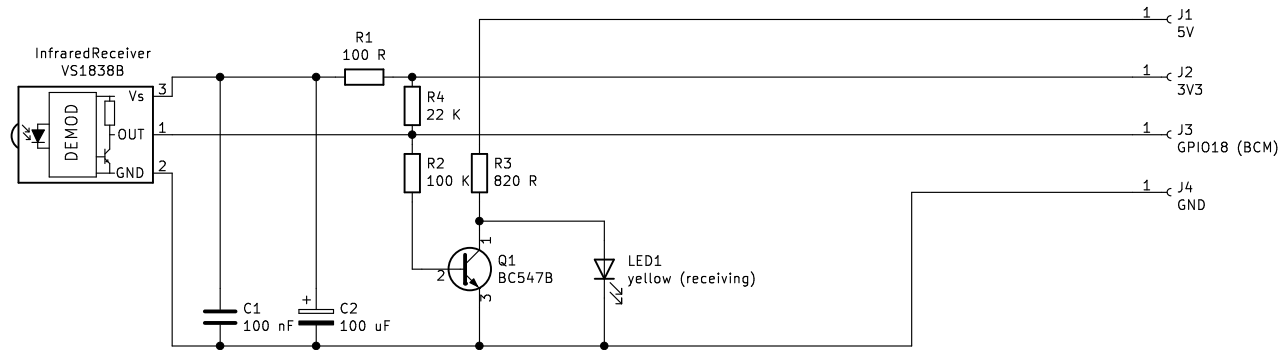 InfraredReceiver
VS1838B
DEMOD
Vs
OUT
GND
3
1
2
R1
100 R
R4
22 K
R2
100 K
R3
820 R
C1
100 nF
+
C2
100 uF
1
2
3
Q1
BC547B
LED1
yellow (receiving)
1
J1
5V
1
J2
3V3
1
J3
GPIO18 (BCM)
1
J4
GND